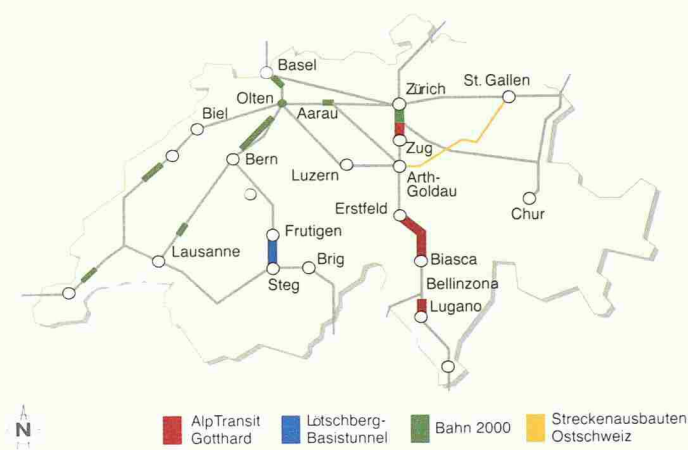 Basel
Olten
Zürich
St. Gallen
Biel
Aarau
Bern
Zug
Luzern
Arth-
Goldau
Erstfeld
Chur
Frutigen
Lausanne
Brig
Biasca
Steg
Bellinzona
Lugano
N
AlpTransit
Gotthard
Lötschberg-
Basistunnel
Bahn 2000
Streckenausbauten
Ostschweiz